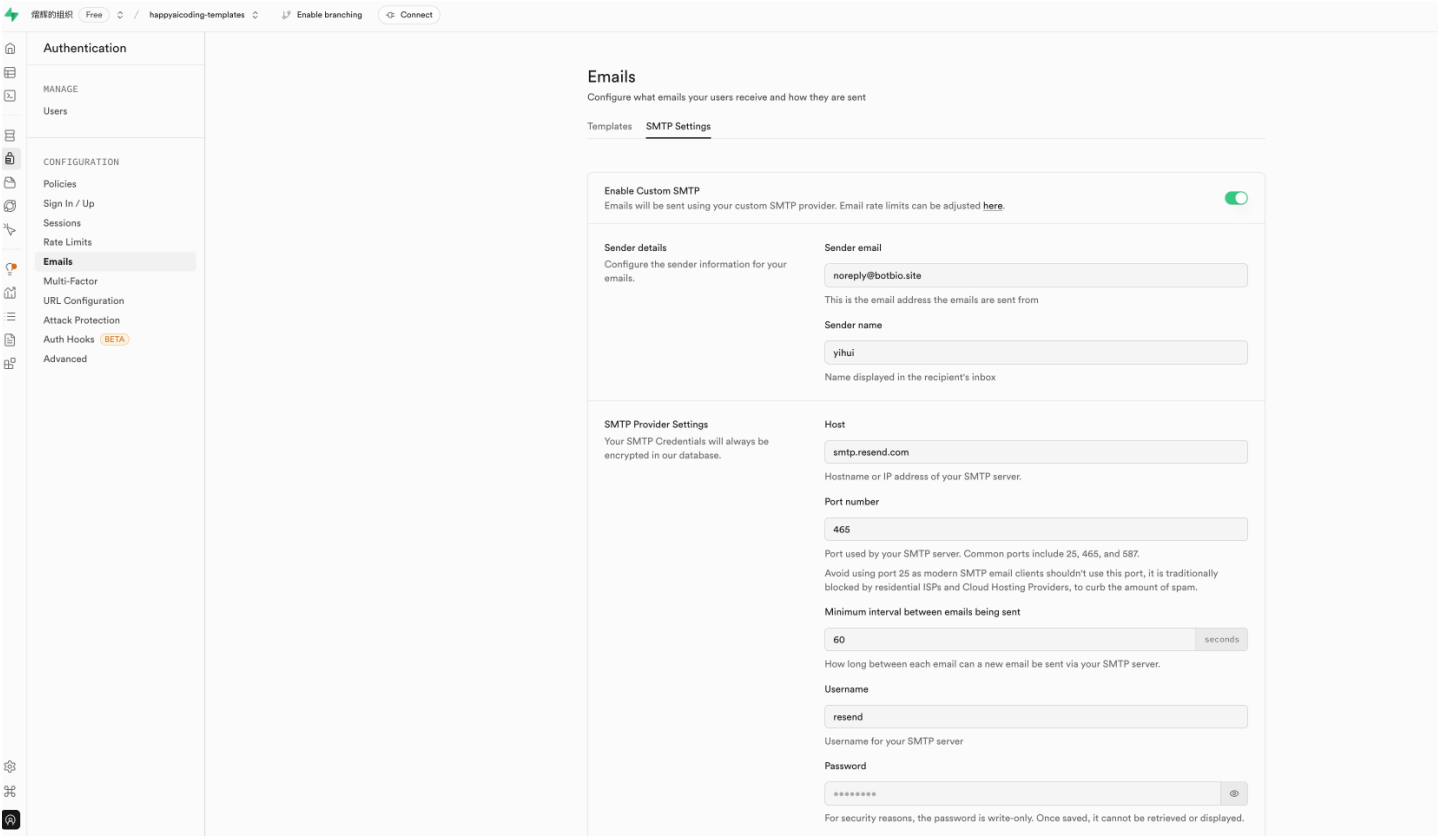 熠辉的组织 Free / happyaicoding-templates Enable branching Connect
Authentication
MANAGE
Users
CONFIGURATION
Policies
Sign In / Up
Sessions
Rate Limits
Emails
Multi-Factor
URL Configuration
Attack Protection
Auth Hooks BETA
Advanced
Emails
Configure what emails your users receive and how they are sent
Templates SMTP Settings
Enable Custom SMTP
Emails will be sent using your custom SMTP provider. Email rate limits can be adjusted here.
Sender details
Configure the sender information for your
emails.
Sender email
noreply@botbio.site
This is the email address the emails are sent from
Sender name
yihui
Name displayed in the recipient's inbox
SMTP Provider Settings
Your SMTP Credentials will always be
encrypted in our database.
Host
smtp.resend.com
Hostname or IP address of your SMTP server.
Port number
465
Port used by your SMTP server. Common ports include 25, 465, and 587.
Avoid using port 25 as modern SMTP email clients shouldn't use this port, it is traditionally
blocked by residential ISPs and Cloud Hosting Providers, to curb the amount of spam.
Minimum interval between emails being sent
60 seconds
How long between each email can a new email be sent via your SMTP server.
Username
resend
Username for your SMTP server
Password
••••••••
For security reasons, the password is write-only. Once saved, it cannot be retrieved or displayed.